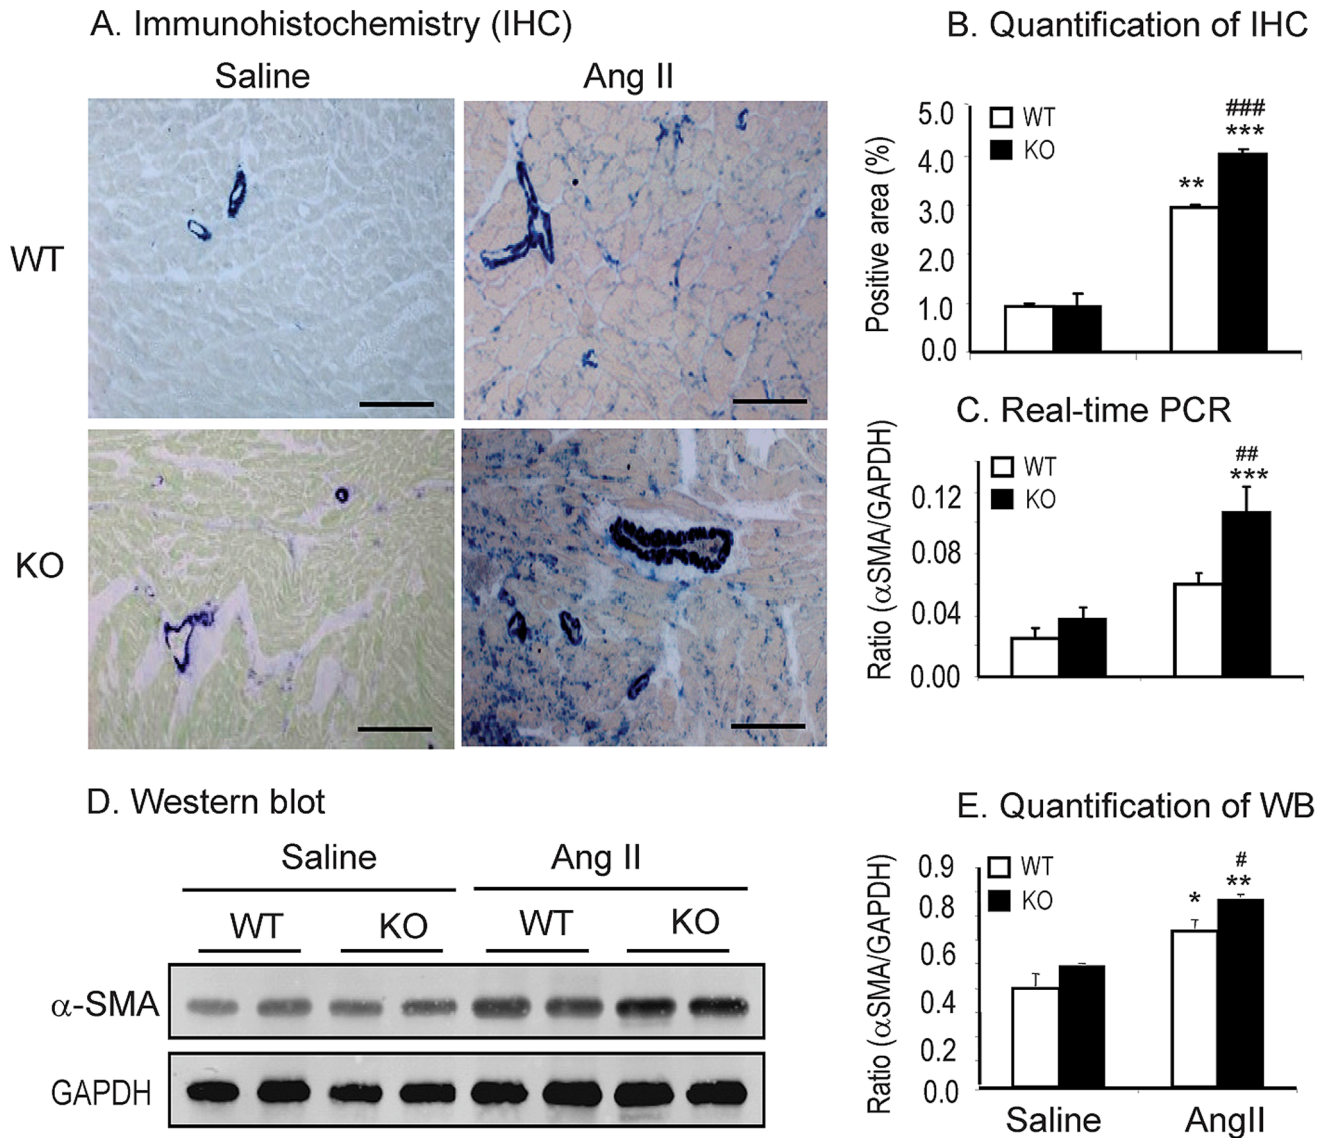 A. Immunohistochemistry (IHC)
Saline
Ang II
WT
KO
B. Quantification of IHC
Positive area (%)
5.0
4.0
3.0
2.0
1.0
0.0
WT
KO
**
###
***
C. Real-time PCR
Ratio (αSMA/GAPDH)
0.12
0.08
0.04
0.00
WT
KO
##
***
D. Western blot
Saline
Ang II
WT
KO
WT
KO
α-SMA
GAPDH
E. Quantification of WB
Ratio (αSMA/GAPDH)
0.9
0.8
0.6
0.4
0.2
0.0
WT
KO
*
#
**
Saline
AngII